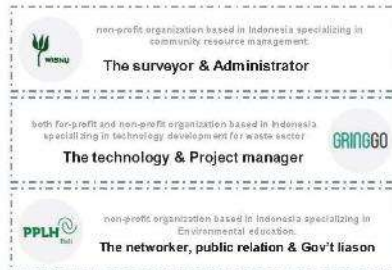 non-profit organization based in Indonesia specializing in
community resource management.
WISNU
The surveyor & Administrator
both for-profit and non-profit organization based in Indonesia
specializing in technology development for waste sector
GRINGGO
The technology & Project manager
non-profit organization based in Indonesia specializing in
Environmental education.
PPLH
Bali
The networker, public relation & Gov't liason